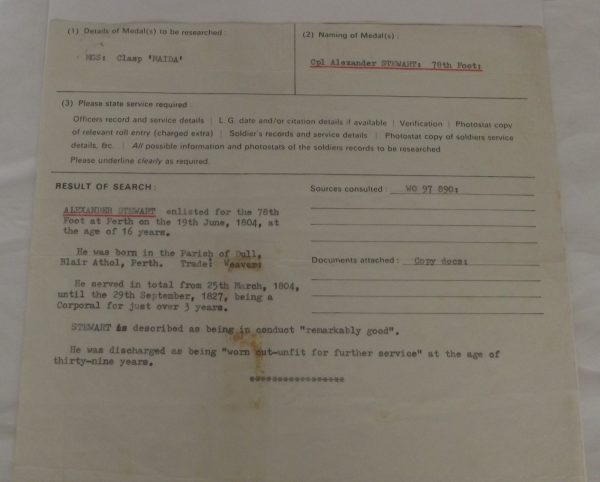 (1) Details of Medal(s) to be researched :
(2) Naming of Medal(s) :
MGS: Clasp 'MAIDA'
Cpl Alexander STEWART: 78th Foot:
(3) Please state service required :
Officers record and service details | L.G. date and/or citation details if available | Verification | Photostat copy
of relevant roll entry (charged extra) | Soldier's records and service details | Photostat copy of soldiers service
details, &c. | All possible information and photostats of the soldiers records to be researched
Please underline clearly as required.
RESULT OF SEARCH :
Sources consulted : WO 97 890:
ALEXANDER STEWART enlisted for the 78th
Foot at Perth on the 19th June, 1804, at
the age of 16 years.
He was born in the Parish of Dull,
Blair Athol, Perth. Trade: Weaver:
Documents attached : Copy docs:
He served in total from 25th March, 1804,
until the 29th September, 1827, being a
Corporal for just over 3 years.
STEWART is described as being in conduct "remarkably good".
He was discharged as being "worn out-unfit for further service" at the age of
thirty-nine years.